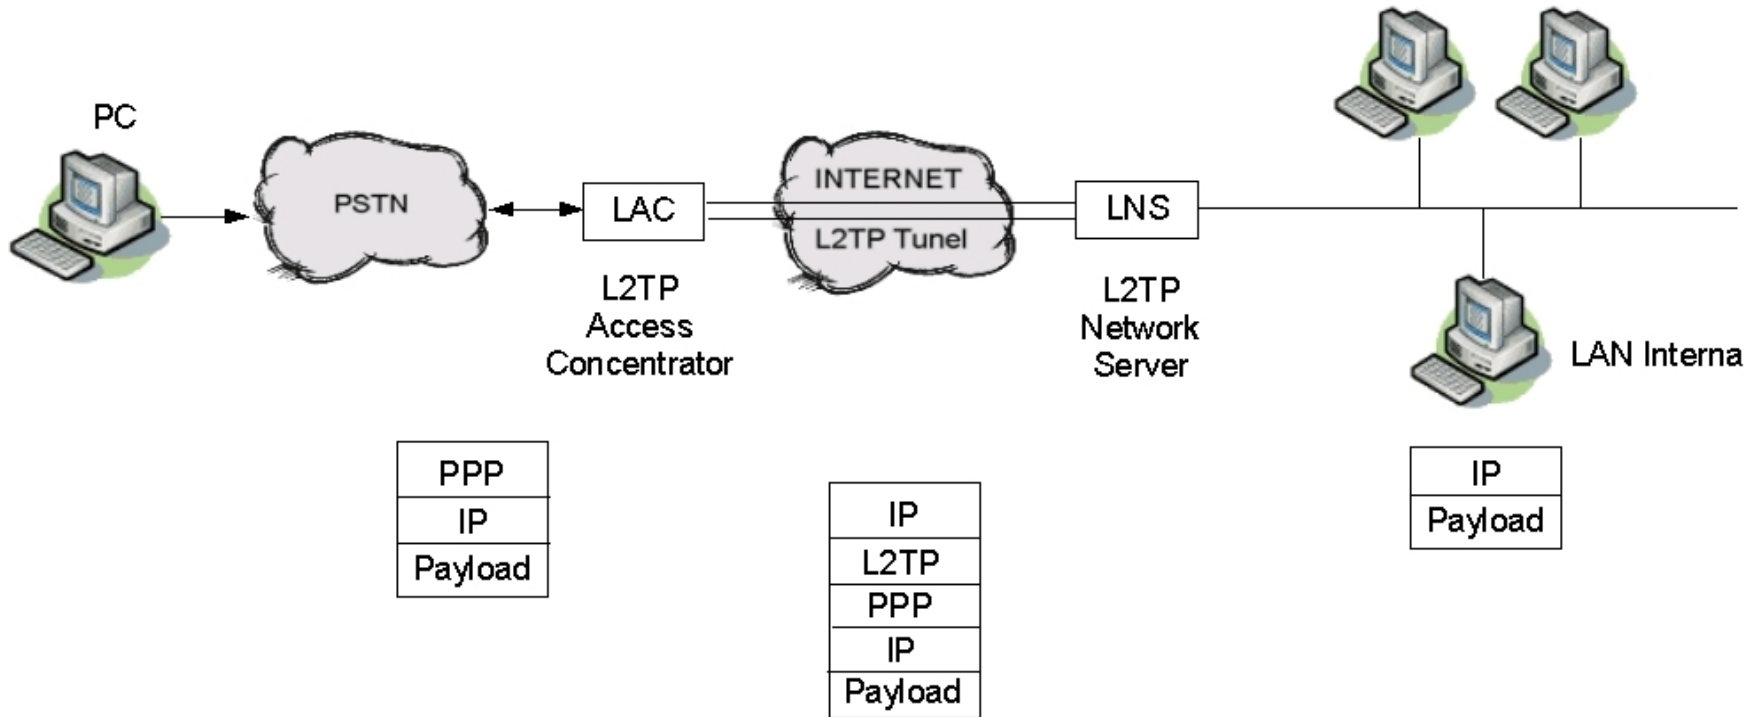 PC
PSTN
LAC
L2TP
Access
Concentrator
INTERNET
L2TP Tunel
LNS
L2TP
Network
Server
LAN Interna
PPP
IP
Payload
IP
L2TP
PPP
IP
Payload
IP
Payload